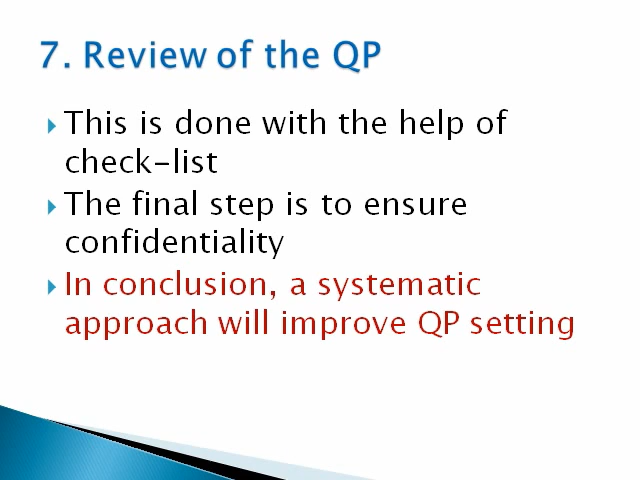 7. Review of the QP
This is done with the help of
check-list
The final step is to ensure
confidentiality
In conclusion, a systematic
approach will improve QP setting